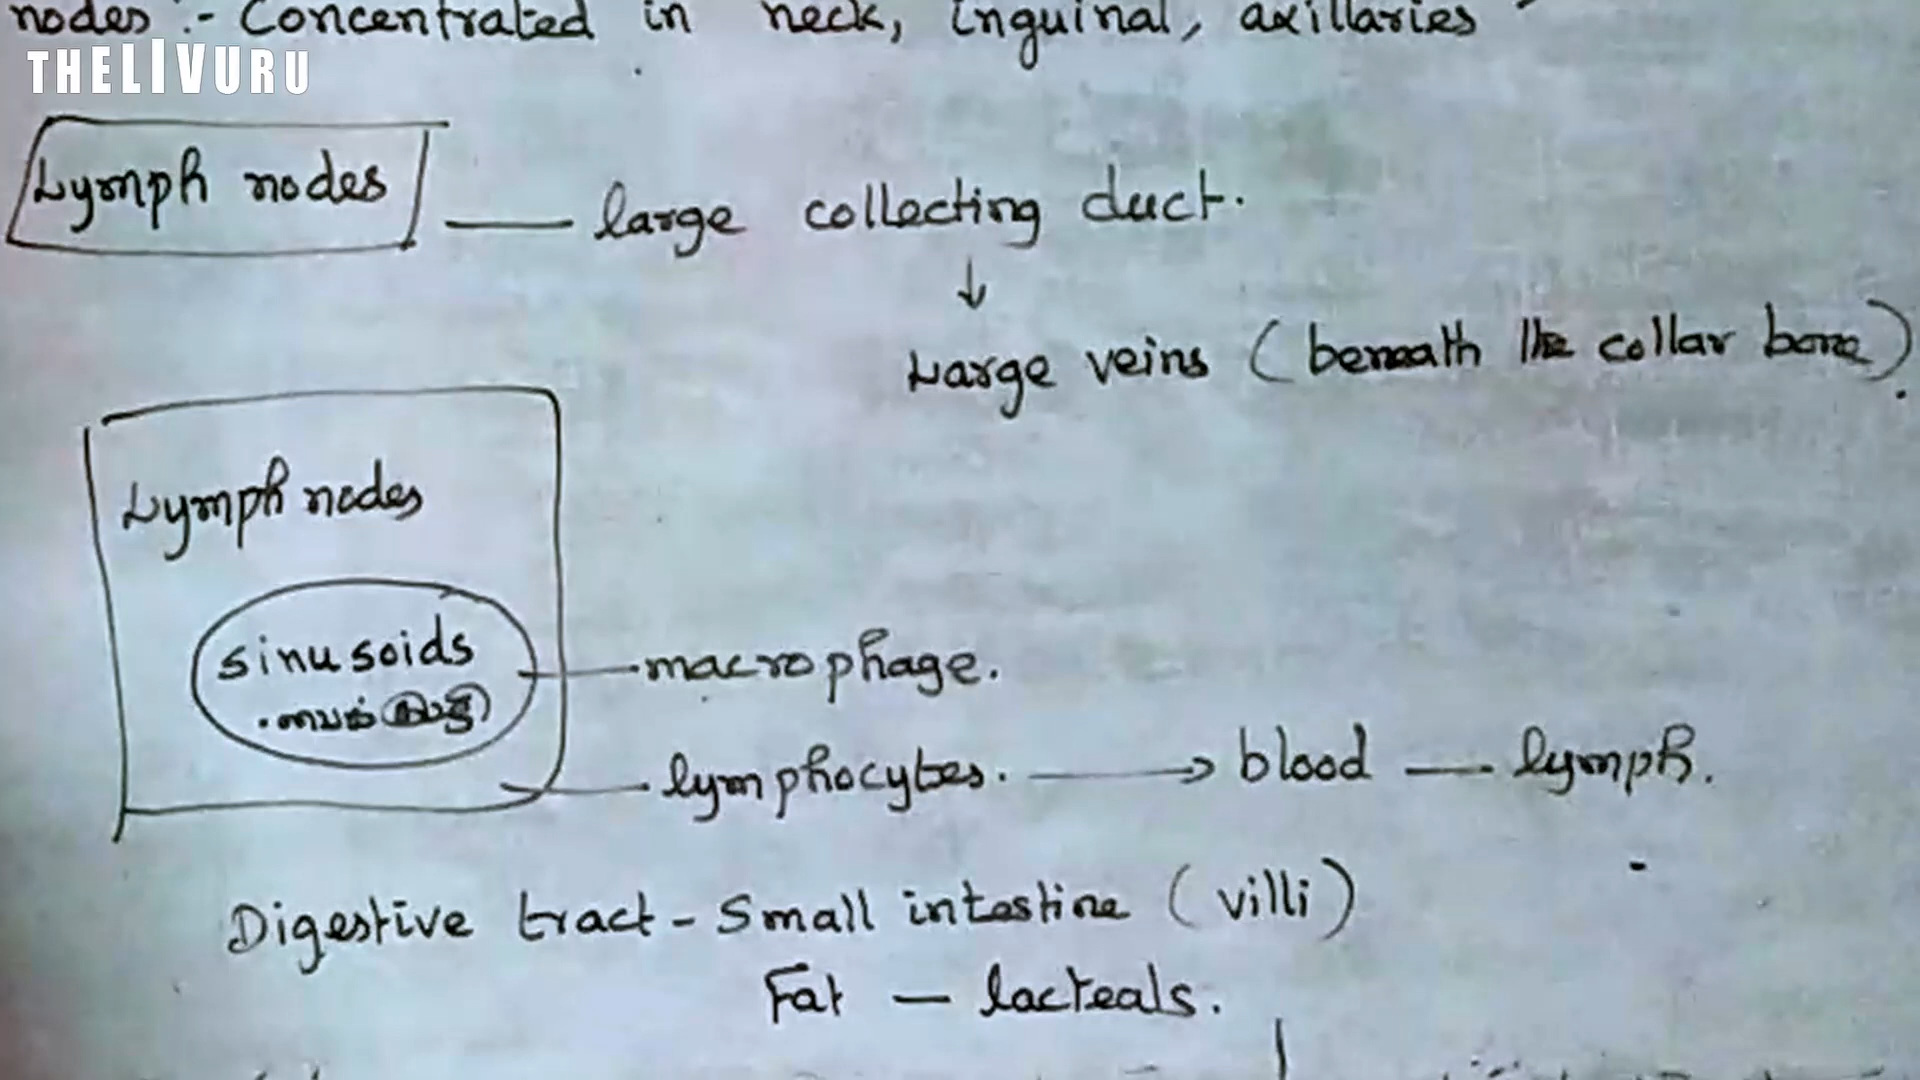 nodes :- Concentrated in neck, inguinal, axillaries
THELIVURU
Lymph nodes — large collecting duct.
↓
Large veins (beneath the collar bone).
Lymph nodes
sinusoids — macrophage.
lymphocytes. → blood — lymph.
Digestive tract - Small intestine (villi)
Fat — lacteals.